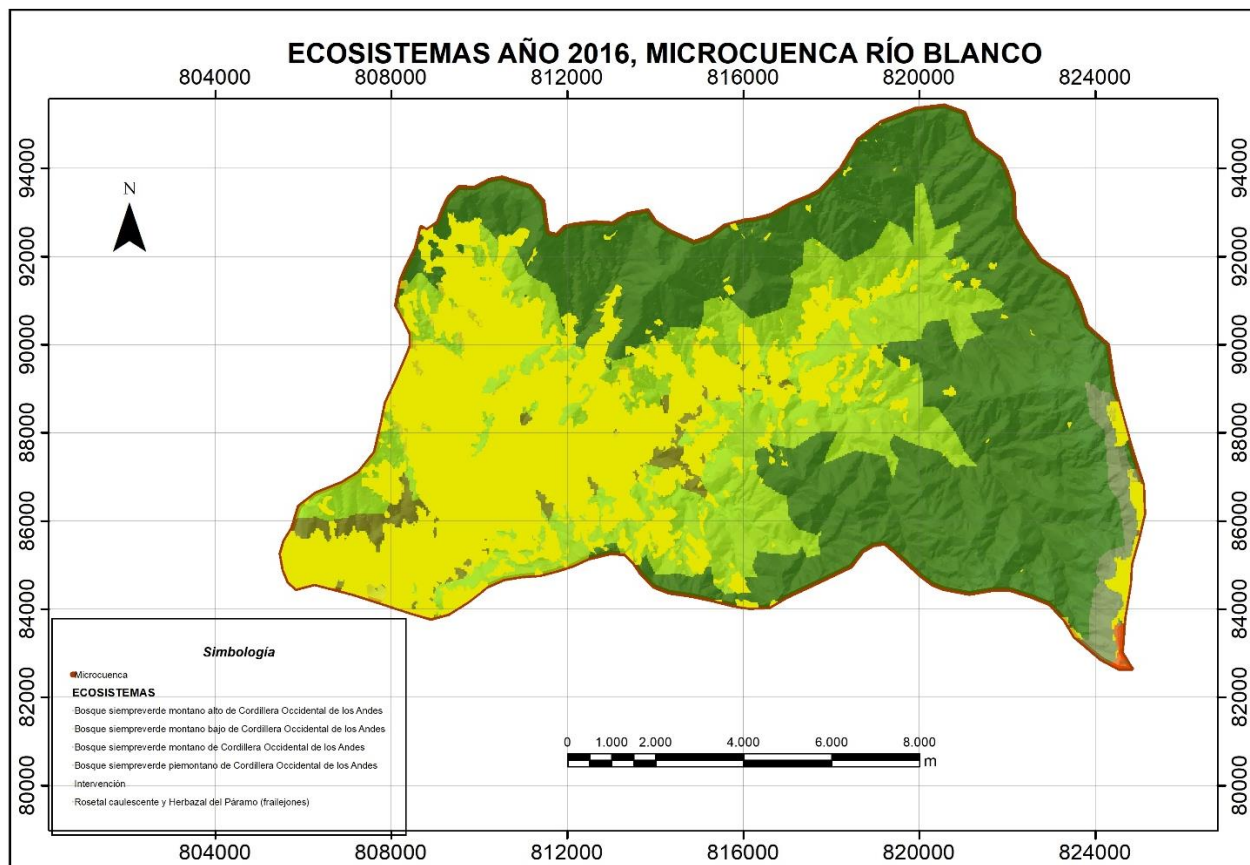 ECOSISTEMAS AÑO 2016, MICROCUENCA RÍO BLANCO
804000 808000 812000 816000 820000 824000
94000 94000
N
92000 92000
90000 90000
88000 88000
86000 86000
84000 84000
Simbología
Microcuenca
ECOSISTEMAS
Bosque siempreverde montano alto de Cordillera Occidental de los Andes
Bosque siempreverde montano bajo de Cordillera Occidental de los Andes
Bosque siempreverde montano de Cordillera Occidental de los Andes
Bosque siempreverde piemontano de Cordillera Occidental de los Andes
Intervención
Rosetal caulescente y Herbazal del Páramo (frailejones)
82000 82000
0 1.000 2.000 4.000 6.000 8.000
m
80000 80000
804000 808000 812000 816000 820000 824000